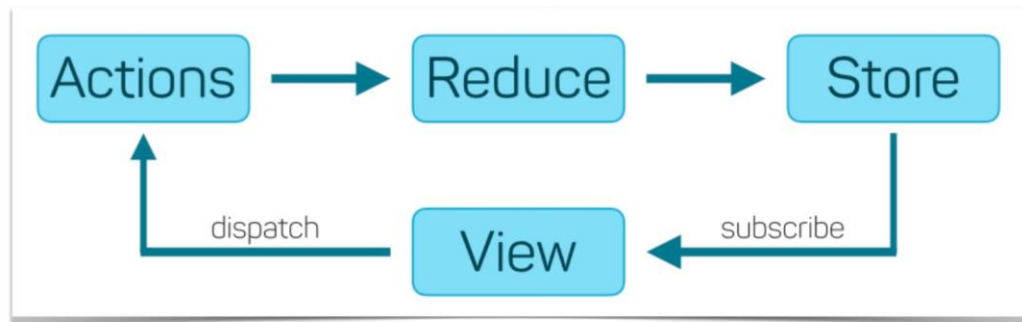 Actions
Reduce
Store
dispatch
View
subscribe